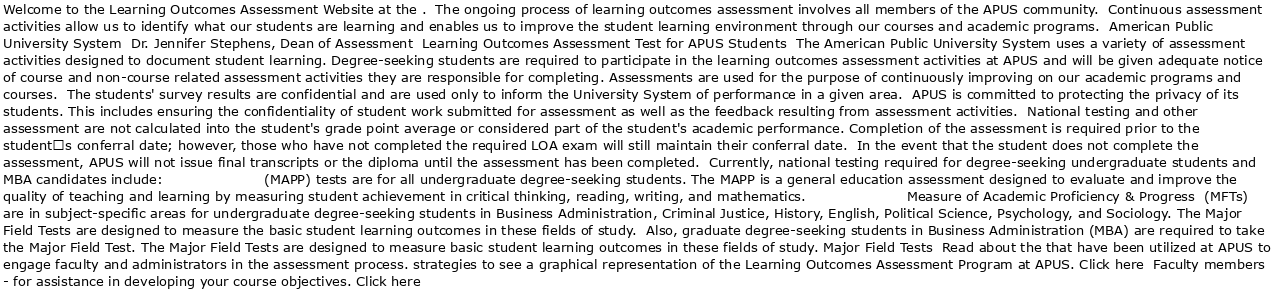 Welcome to the Learning Outcomes Assessment Website at the .  The ongoing process of learning outcomes assessment involves all members of the APUS community.  Continuous assessment
activities allow us to identify what our students are learning and enables us to improve the student learning environment through our courses and academic programs.  American Public
University System  Dr. Jennifer Stephens, Dean of Assessment  Learning Outcomes Assessment Test for APUS Students  The American Public University System uses a variety of assessment
activities designed to document student learning. Degree-seeking students are required to participate in the learning outcomes assessment activities at APUS and will be given adequate notice
of course and non-course related assessment activities they are responsible for completing. Assessments are used for the purpose of continuously improving on our academic programs and
courses.  The students' survey results are confidential and are used only to inform the University System of performance in a given area.  APUS is committed to protecting the privacy of its
students. This includes ensuring the confidentiality of student work submitted for assessment as well as the feedback resulting from assessment activities.  National testing and other
assessment are not calculated into the student's grade point average or considered part of the student's academic performance. Completion of the assessment is required prior to the
student□s conferral date; however, those who have not completed the required LOA exam will still maintain their conferral date.  In the event that the student does not complete the
assessment, APUS will not issue final transcripts or the diploma until the assessment has been completed.  Currently, national testing required for degree-seeking undergraduate students and
MBA candidates include:                    (MAPP) tests are for all undergraduate degree-seeking students. The MAPP is a general education assessment designed to evaluate and improve the
quality of teaching and learning by measuring student achievement in critical thinking, reading, writing, and mathematics.                    Measure of Academic Proficiency & Progress  (MFTs)
are in subject-specific areas for undergraduate degree-seeking students in Business Administration, Criminal Justice, History, English, Political Science, Psychology, and Sociology. The Major
Field Tests are designed to measure the basic student learning outcomes in these fields of study.  Also, graduate degree-seeking students in Business Administration (MBA) are required to take
the Major Field Test. The Major Field Tests are designed to measure basic student learning outcomes in these fields of study. Major Field Tests  Read about the that have been utilized at APUS to
engage faculty and administrators in the assessment process. strategies to see a graphical representation of the Learning Outcomes Assessment Program at APUS. Click here  Faculty members
- for assistance in developing your course objectives. Click here